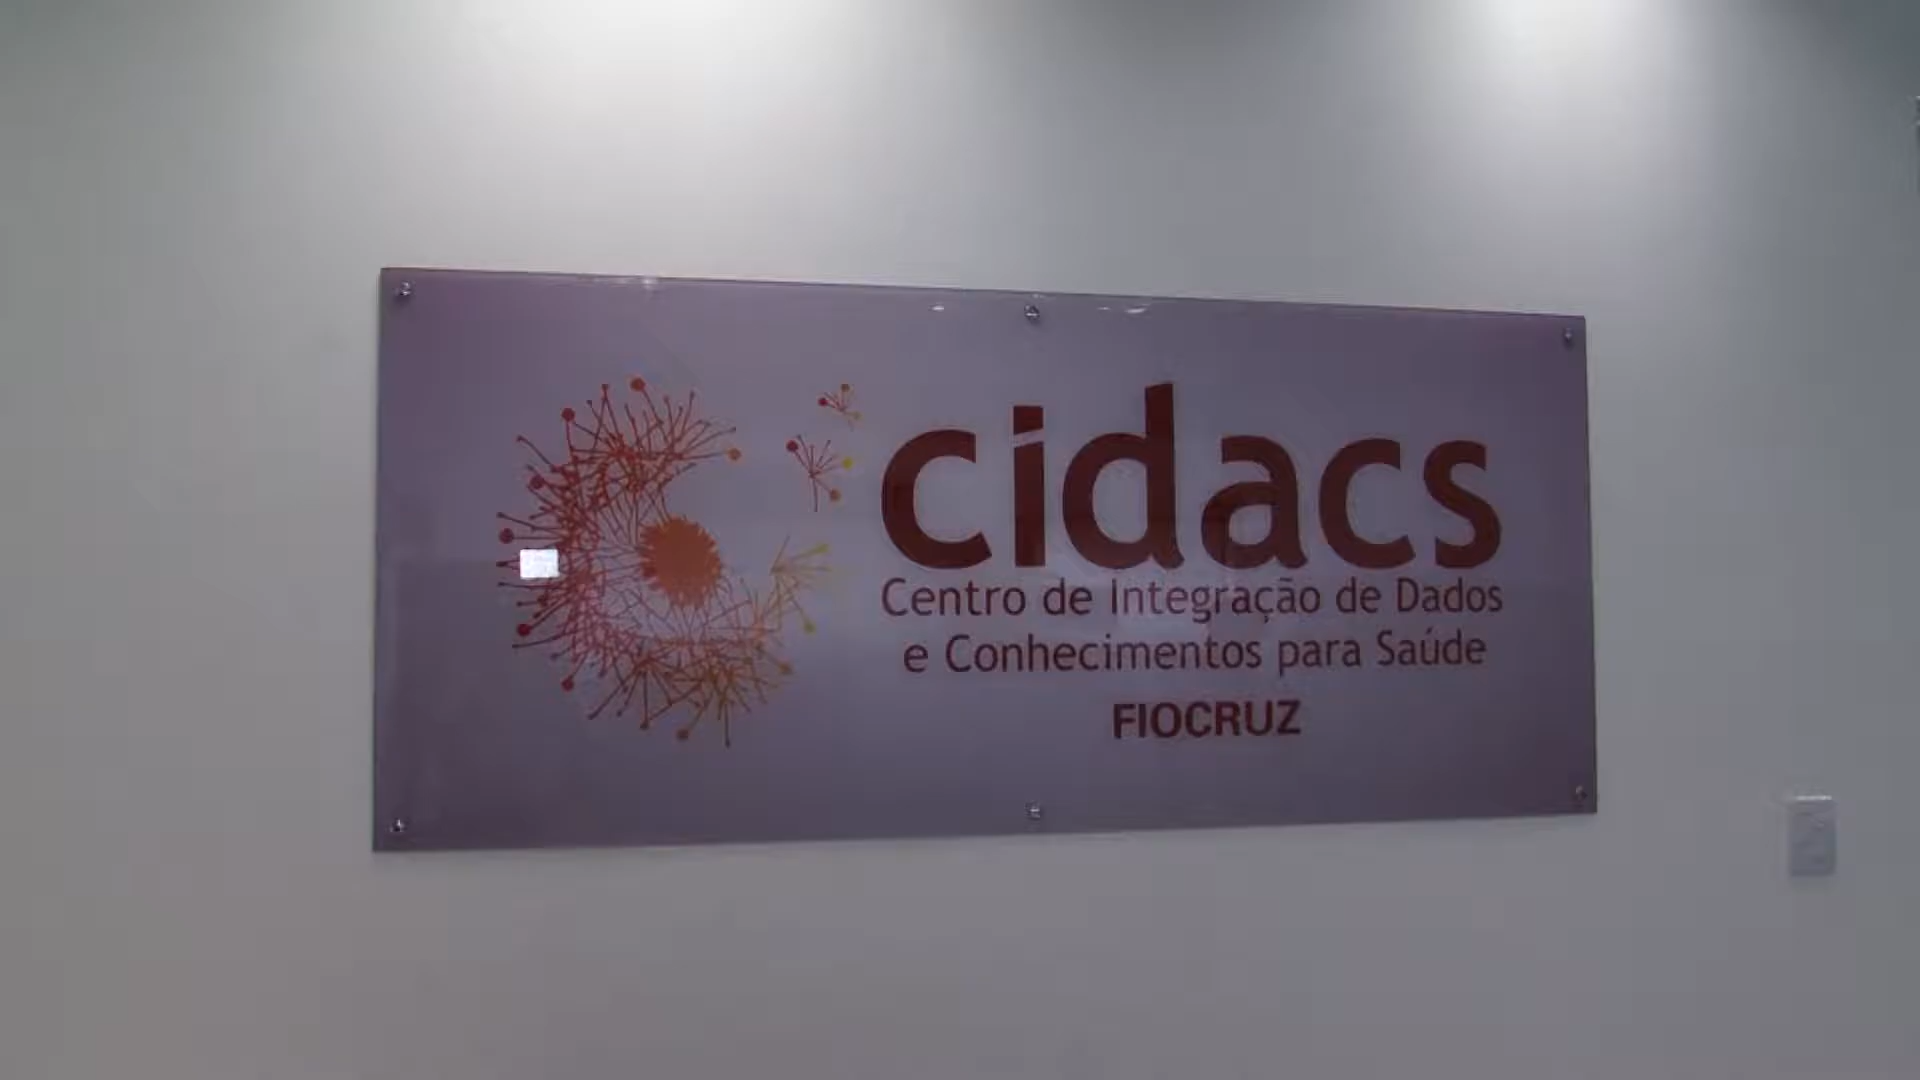 cidacs
Centro de Integração de Dados
e Conhecimentos para Saúde
FIOCRUZ